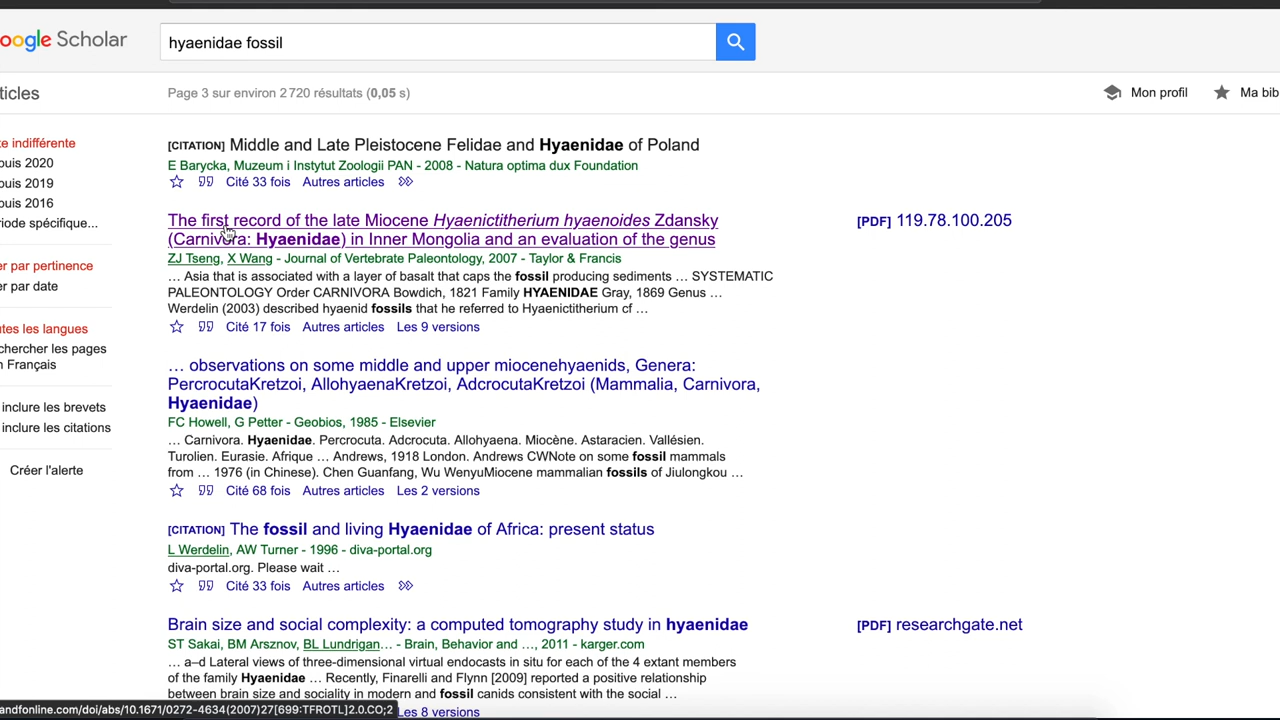 oogle Scholar
hyaenidae fossil
ticles
Page 3 sur environ 2 720 résultats (0,05 s)
Mon profil
Ma bib
te indifférente
ouis 2020
ouis 2019
ouis 2016
riode spécifique...
er par pertinence
er par date
utes les langues
chercher les pages
n Français
inclure les brevets
inclure les citations
Créer l'alerte
[CITATION] Middle and Late Pleistocene Felidae and Hyaenidae of Poland
E Barycka, Muzeum i Instytut Zoologii PAN - 2008 - Natura optima dux Foundation
Cité 33 fois Autres articles
The first record of the late Miocene Hyaenictitherium hyaenoides Zdansky
(Carnivora: Hyaenidae) in Inner Mongolia and an evaluation of the genus
[PDF] 119.78.100.205
ZJ Tseng, X Wang - Journal of Vertebrate Paleontology, 2007 - Taylor & Francis
… Asia that is associated with a layer of basalt that caps the fossil producing sediments … SYSTEMATIC
PALEONTOLOGY Order CARNIVORA Bowdich, 1821 Family HYAENIDAE Gray, 1869 Genus …
Werdelin (2003) described hyaenid fossils that he referred to Hyaenictitherium cf …
Cité 17 fois Autres articles Les 9 versions
… observations on some middle and upper miocenehyaenids, Genera:
PercrocutaKretzoi, AllohyaenaKretzoi, AdcrocutaKretzoi (Mammalia, Carnivora,
Hyaenidae)
FC Howell, G Petter - Geobios, 1985 - Elsevier
… Carnivora. Hyaenidae. Percrocuta. Adcrocuta. Allohyaena. Miocène. Astaracien. Vallésien.
Turolien. Eurasie. Afrique … Andrews, 1918 London. Andrews CWNote on some fossil mammals
from … 1976 (in Chinese). Chen Guanfang, Wu WenyuMiocene mammalian fossils of Jiulongkou …
Cité 68 fois Autres articles Les 2 versions
[CITATION] The fossil and living Hyaenidae of Africa: present status
L Werdelin, AW Turner - 1996 - diva-portal.org
diva-portal.org. Please wait …
Cité 33 fois Autres articles
Brain size and social complexity: a computed tomography study in hyaenidae
[PDF] researchgate.net
ST Sakai, BM Arsznov, BL Lundrigan… - Brain, Behavior and …, 2011 - karger.com
… a–d Lateral views of three-dimensional virtual endocasts in situ for each of the 4 extant members
of the family Hyaenidae … Recently, Finarelli and Flynn [2009] reported a positive relationship
between brain size and sociality in modern and fossil canids consistent with the social …
andfonline.com/doi/abs/10.1671/0272-4634(2007)27[699:TFROTL]2.0.CO;2
Les 8 versions